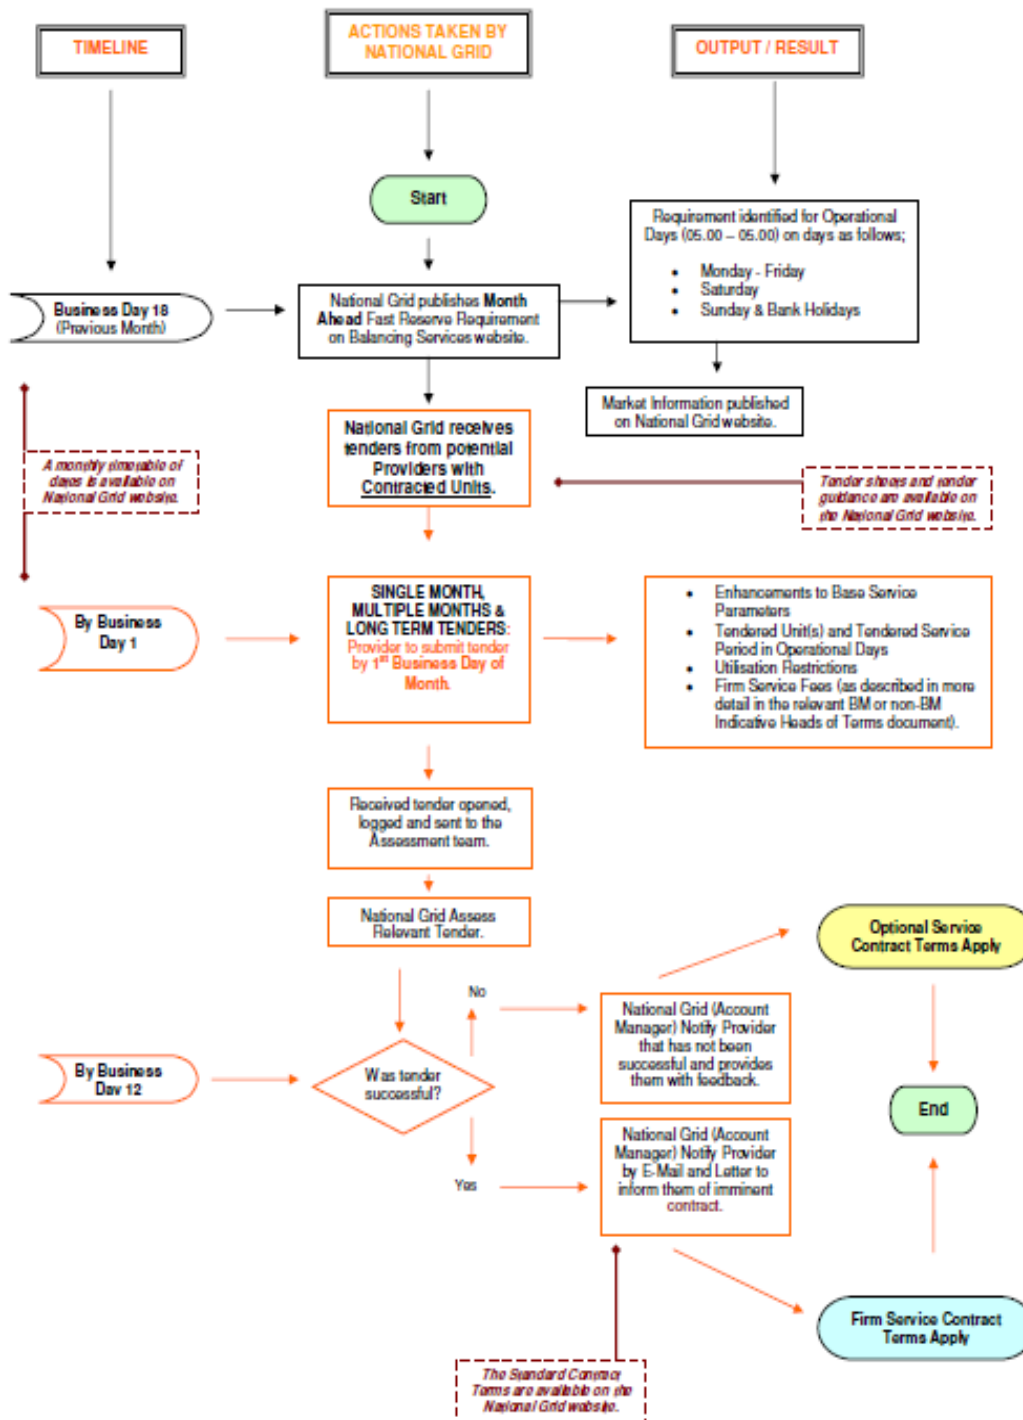 TIMELINE
ACTIONS TAKEN BY
NATIONAL GRID
OUTPUT / RESULT
Start
Requirement identified for Operational
Days (05.00 – 05.00) on days as follows;
• Monday - Friday
• Saturday
• Sunday & Bank Holidays
Business Day 18
(Previous Month)
National Grid publishes Month
Ahead Fast Reserve Requirement
on Balancing Services website.
Market Information published
on National Grid website.
National Grid receives
tenders from potential
Providers with
Contracted Units.
A monthly timetable of
dates is available on
National Grid website.
Tender sheets and tender
guidance are available on
the National Grid website.
By Business
Day 1
SINGLE MONTH,
MULTIPLE MONTHS &
LONG TERM TENDERS:
Provider to submit tender
by 1st Business Day of
Month.
• Enhancements to Base Service
Parameters
• Tendered Unit(s) and Tendered Service
Period in Operational Days
• Utilisation Restrictions
• Firm Service Fees (as described in more
detail in the relevant BM or non-BM
Indicative Heads of Terms document).
Received tender opened,
logged and sent to the
Assessment team.
National Grid Assess
Relevant Tender.
Optional Service
Contract Terms Apply
No
National Grid (Account
Manager) Notify Provider
that has not been
successful and provides
them with feedback.
By Business
Day 12
Was tender
successful?
End
Yes
National Grid (Account
Manager) Notify Provider
by E-Mail and Letter to
inform them of imminent
contract.
Firm Service Contract
Terms Apply
The Standard Contract
Terms are available on the
National Grid website.